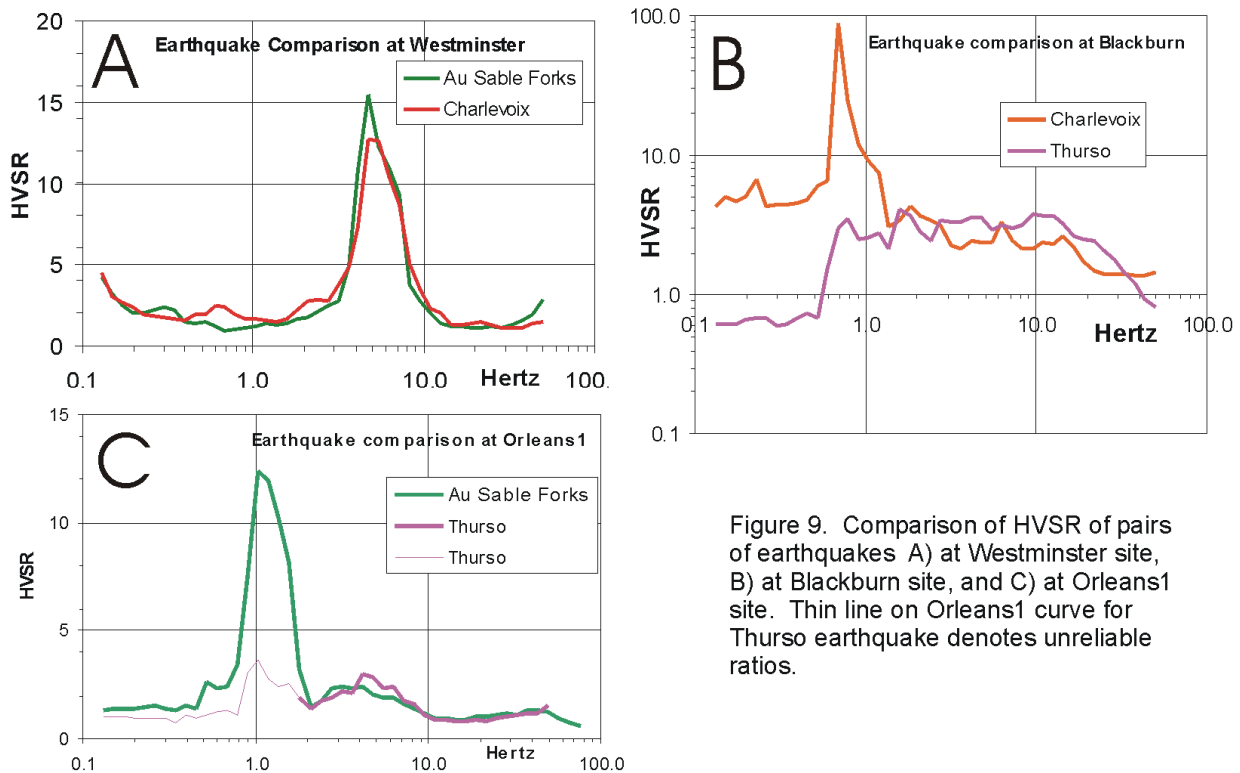 A
Earthquake Comparison at Westminster
Au Sable Forks
Charlevoix
HVSR
20
15
10
5
0
0.1
1.0
10.0
Hertz
100.
B
Earthquake comparison at Blackburn
Charlevoix
Thurso
HVSR
100.0
10.0
1.0
0.1
0.1
1.0
10.0
100.0
Hertz
C
Earthquake comparison at Orleans1
Au Sable Forks
Thurso
Thurso
HVSR
15
10
5
0
0.1
1.0
10.0
100.0
Hertz
Figure 9. Comparison of HVSR of pairs
of earthquakes A) at Westminster site,
B) at Blackburn site, and C) at Orleans1
site. Thin line on Orleans1 curve for
Thurso earthquake denotes unreliable
ratios.